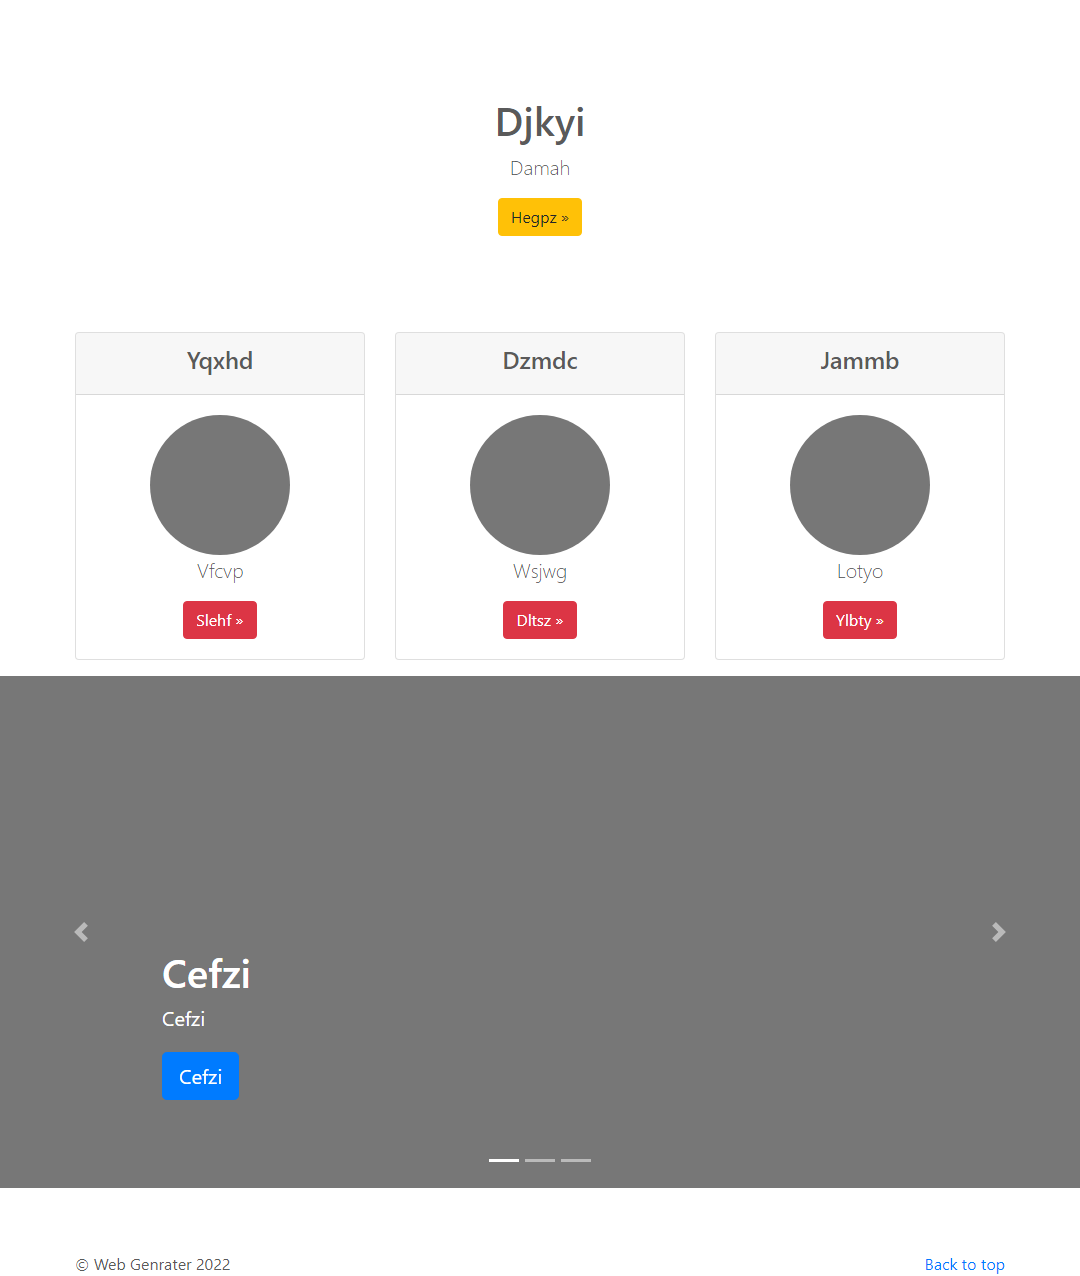 Djkyi
Damah
Hegpz »
Yqxhd
Dzmdc
Jammb
Vfcvp
Wsjwg
Lotyo
Slehf »
Dltsz »
Ylbty »
Cefzi
Cefzi
Cefzi
© Web Genrater 2022
Back to top